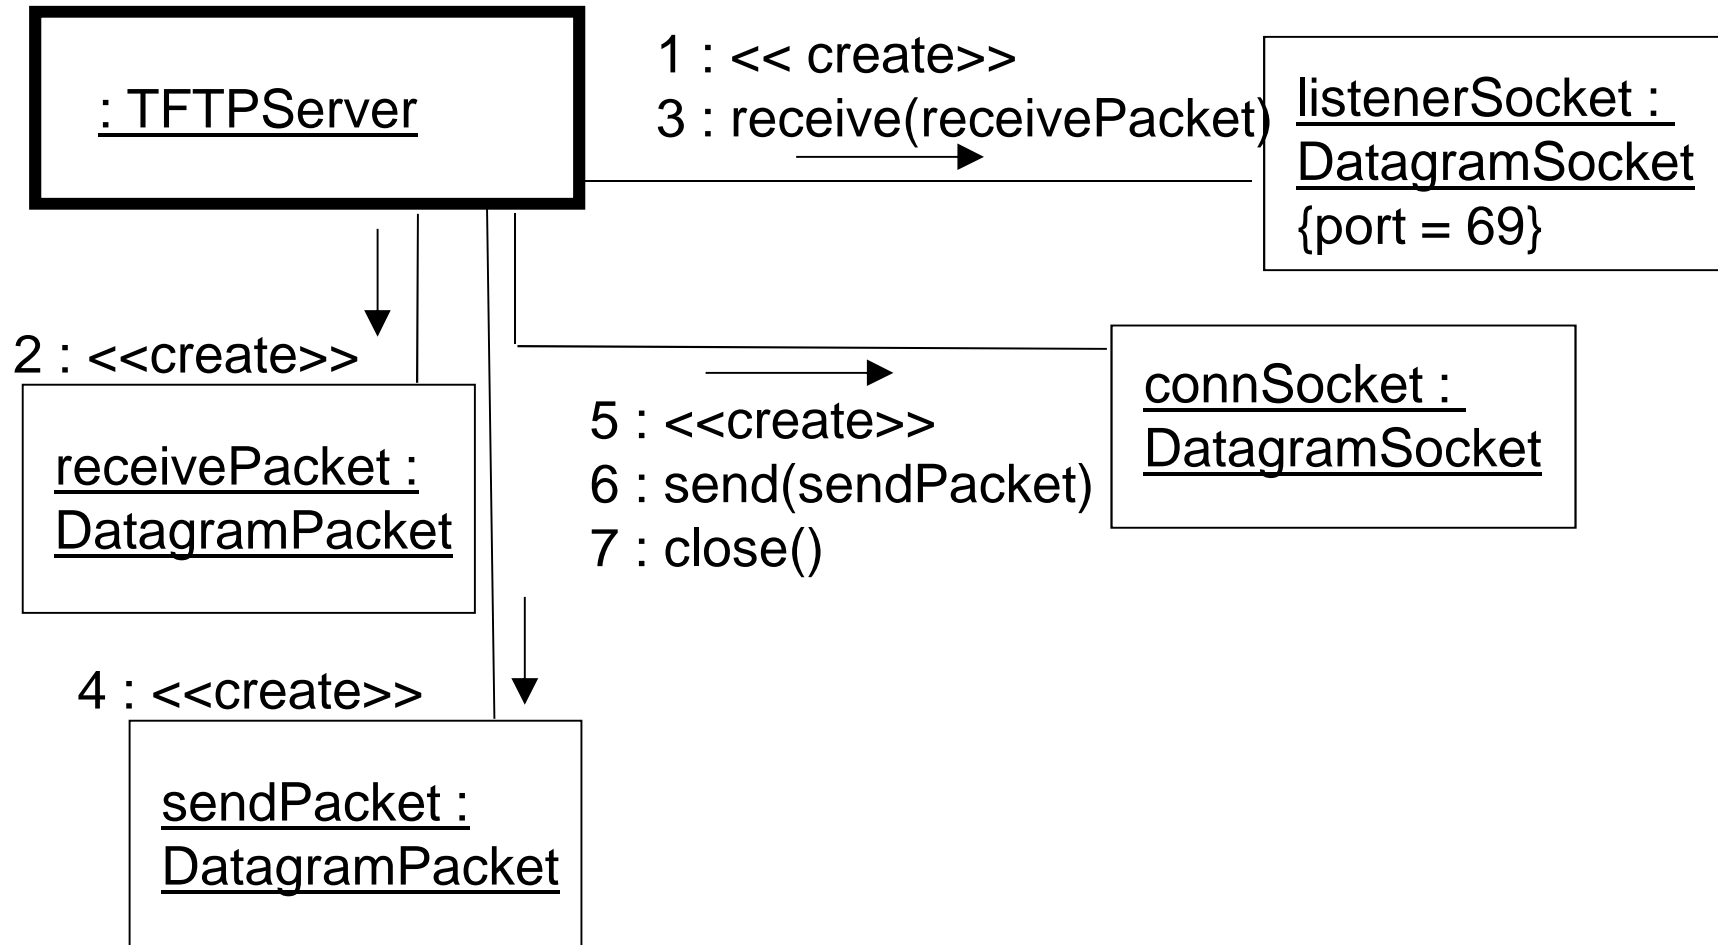 : TFTPServer
1 : << create>>
3 : receive(receivePacket)
listenerSocket :
DatagramSocket
{port = 69}
2 : <<create>>
receivePacket :
DatagramPacket
5 : <<create>>
6 : send(sendPacket)
7 : close()
connSocket :
DatagramSocket
4 : <<create>>
sendPacket :
DatagramPacket